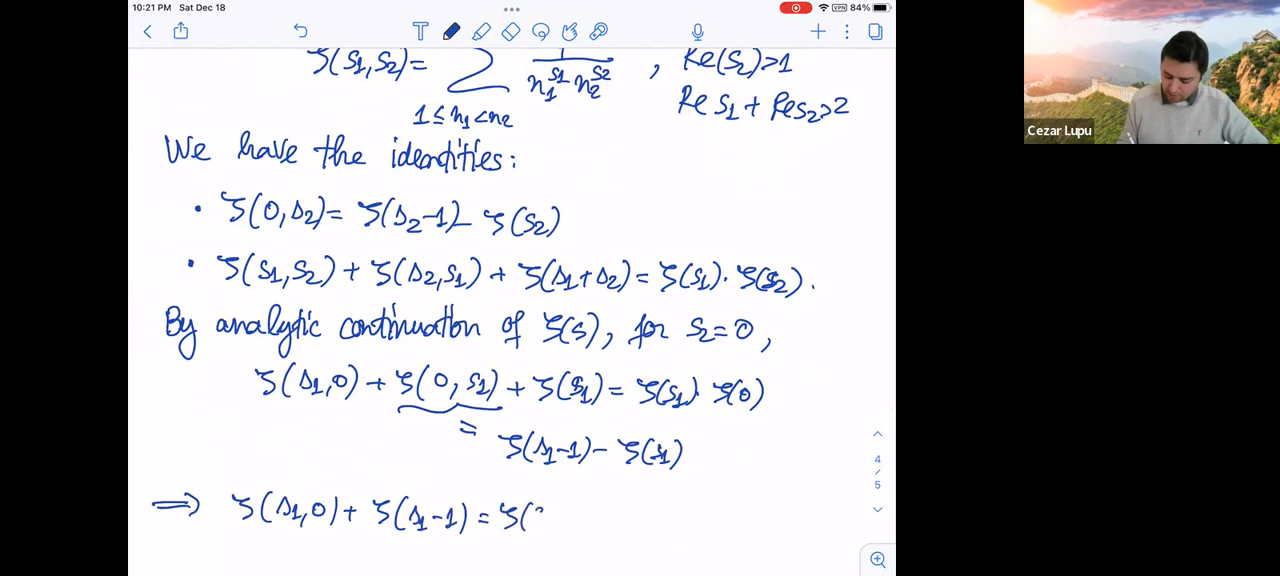 10:21 PM Sat Dec 18
VPN 84%
ζ(s1,s2)= ∑ 1/(n1^s1 n2^s2) , Re(s2)>1
1≤n1<n2 Re s1 + Re s2>2
We have the identities:
• ζ(0,s2)= ζ(s2-1) - ζ(s2)
• ζ(s1,s2)+ ζ(s2,s1)+ ζ(s1+s2)= ζ(s1)·ζ(s2).
By analytic continuation of ζ(s), for s2=0,
ζ(s1,0)+ ζ(0,s1)+ ζ(s1)= ζ(s1)·ζ(0)
= ζ(s1-1) - ζ(s1)
⟹ ζ(s1,0)+ ζ(s1-1)= ζ(
4
/
5
Cezar Lupu